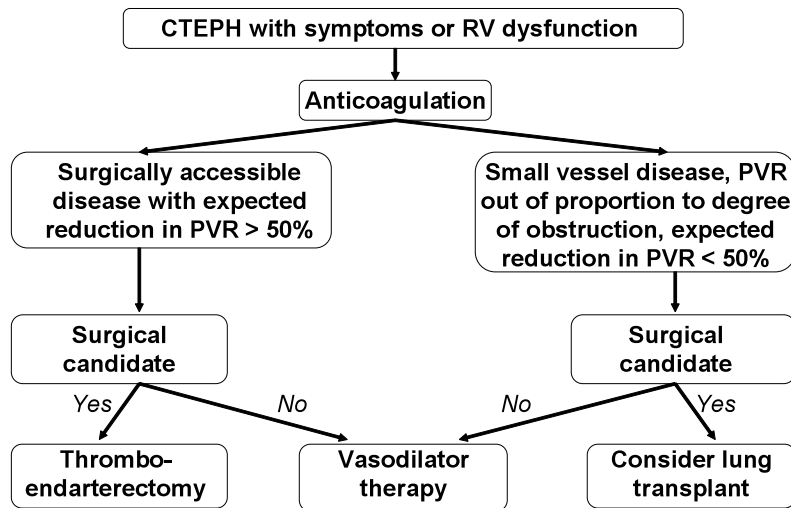 CTEPH with symptoms or RV dysfunction
Anticoagulation
Surgically accessible
disease with expected
reduction in PVR > 50%
Small vessel disease, PVR
out of proportion to degree
of obstruction, expected
reduction in PVR < 50%
Surgical
candidate
Surgical
candidate
Yes
No
No
Yes
Thrombo-
endarterectomy
Vasodilator
therapy
Consider lung
transplant